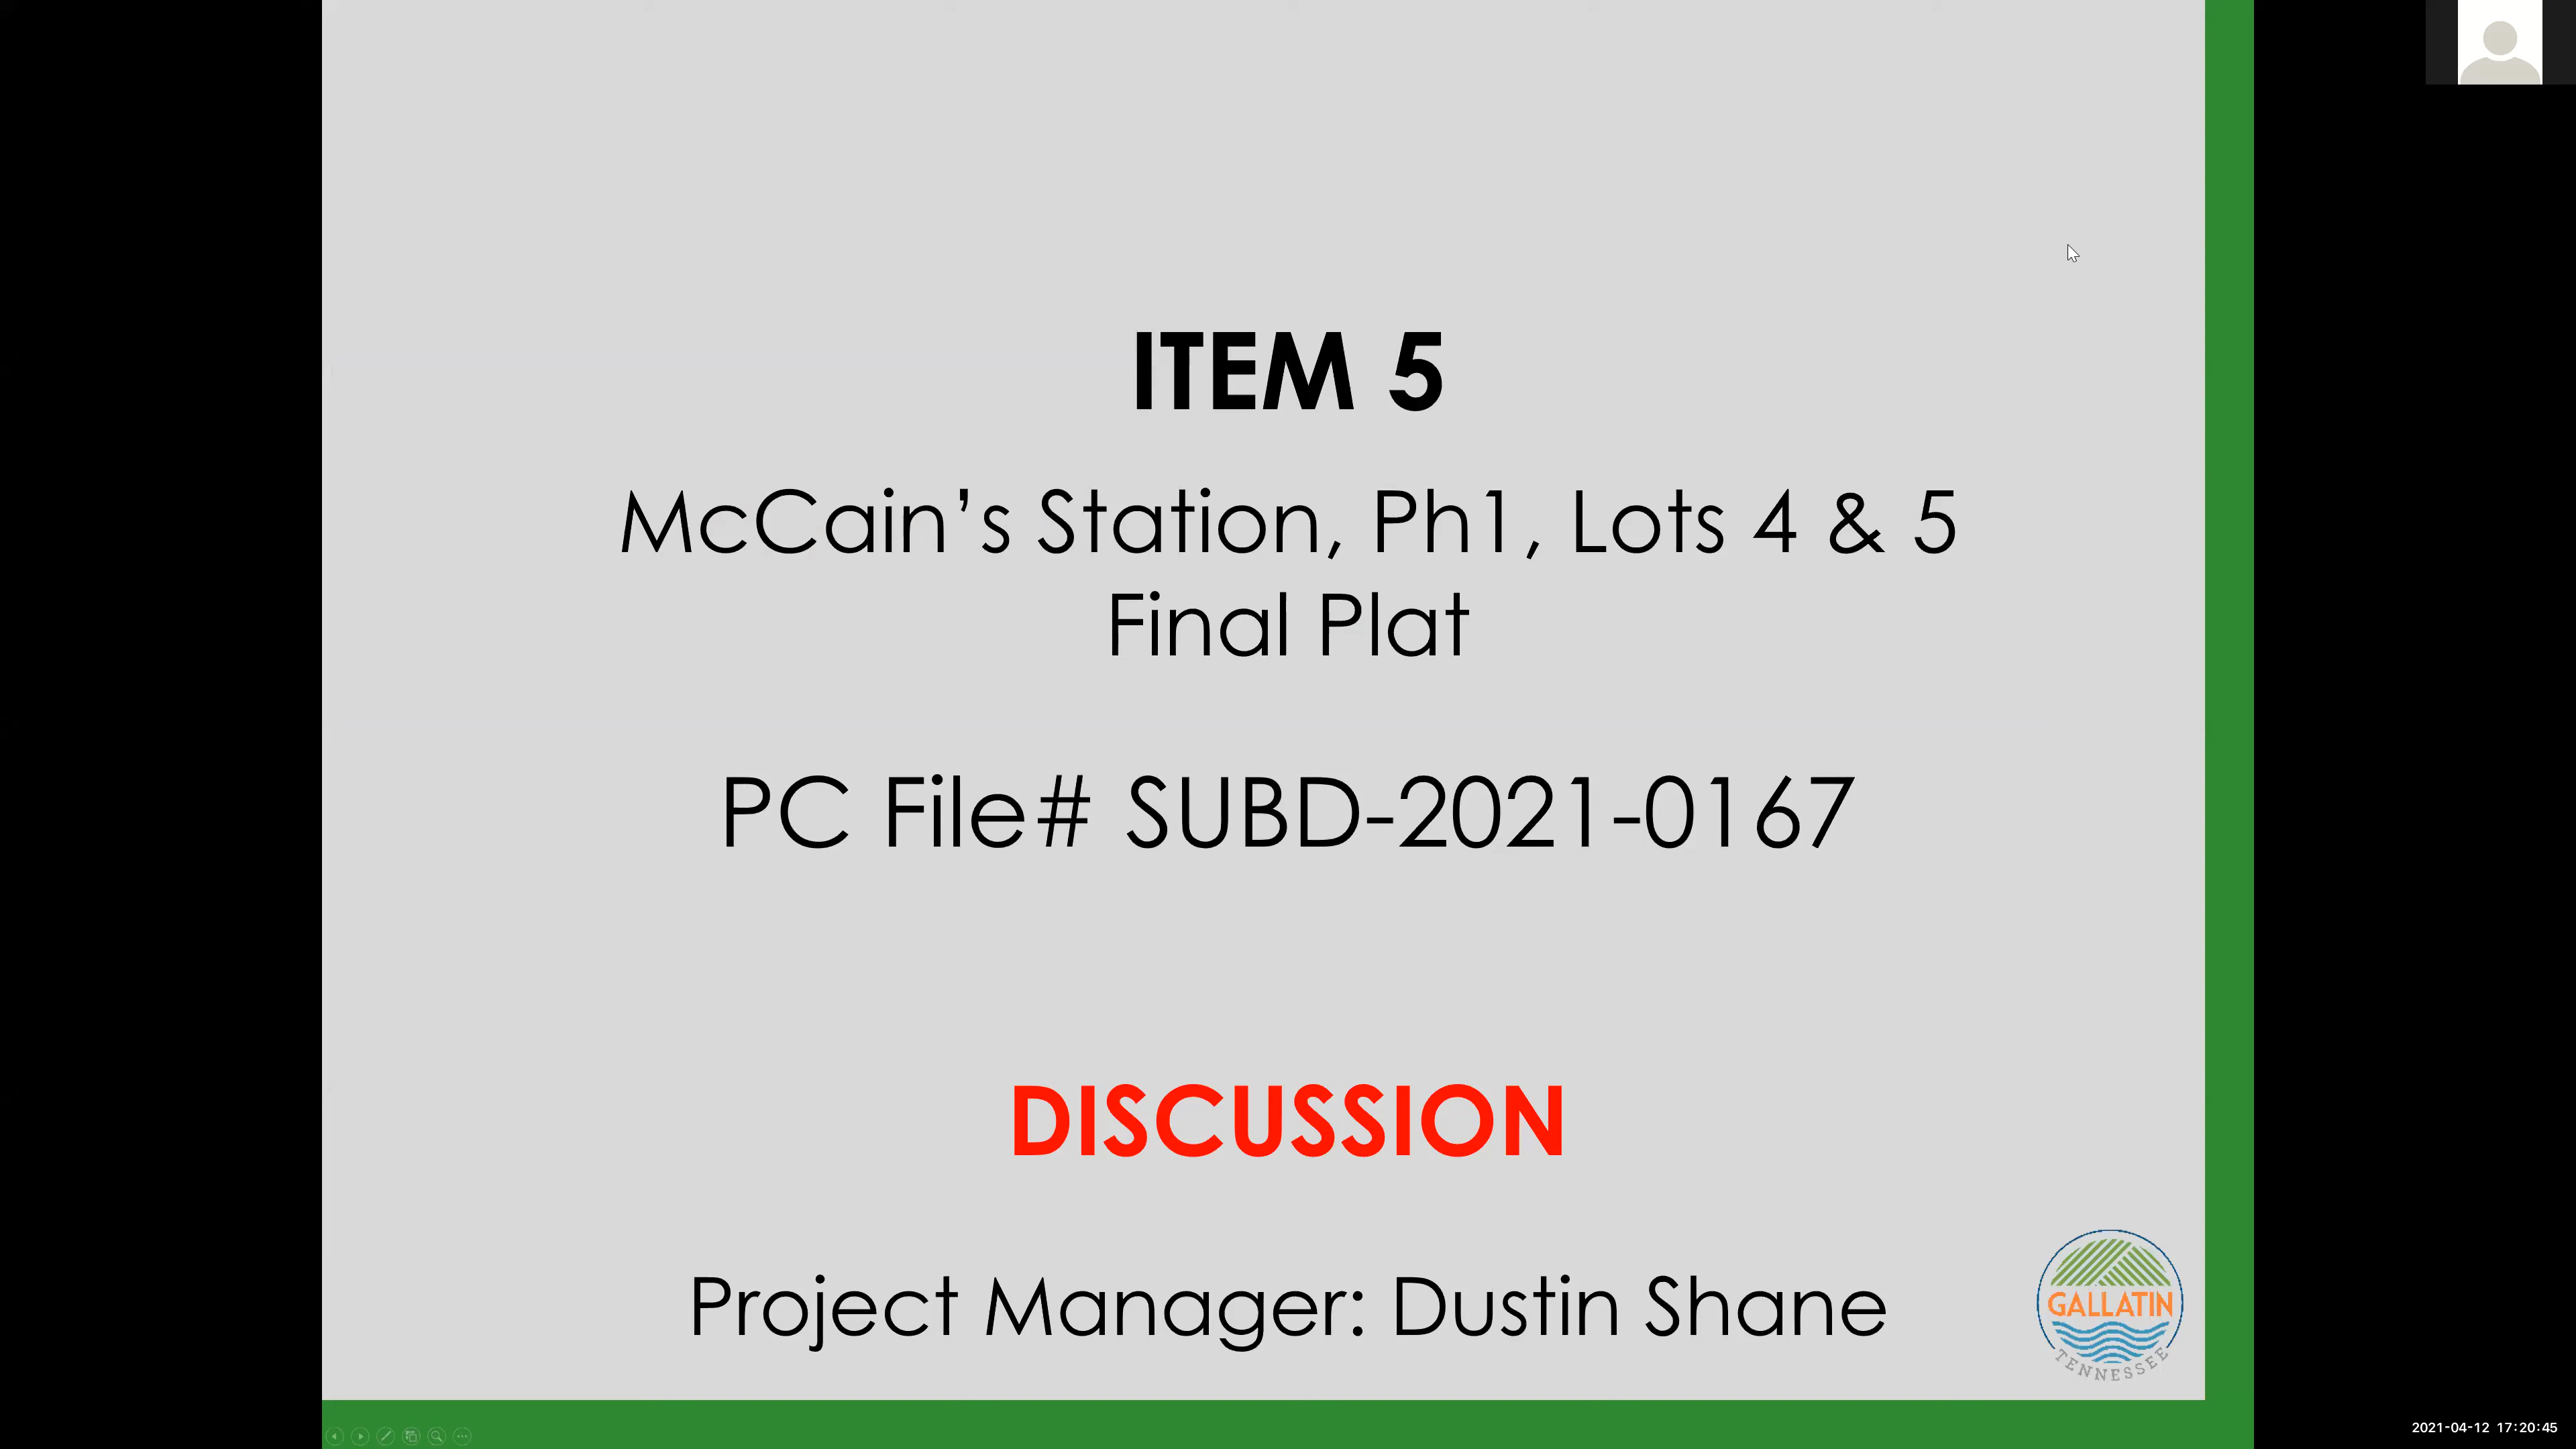 ITEM 5
McCain’s Station, Ph1, Lots 4 & 5
Final Plat
PC File# SUBD-2021-0167
DISCUSSION
Project Manager: Dustin Shane
GALLATIN
TENNESSEE
2021-04-12 17:20:45